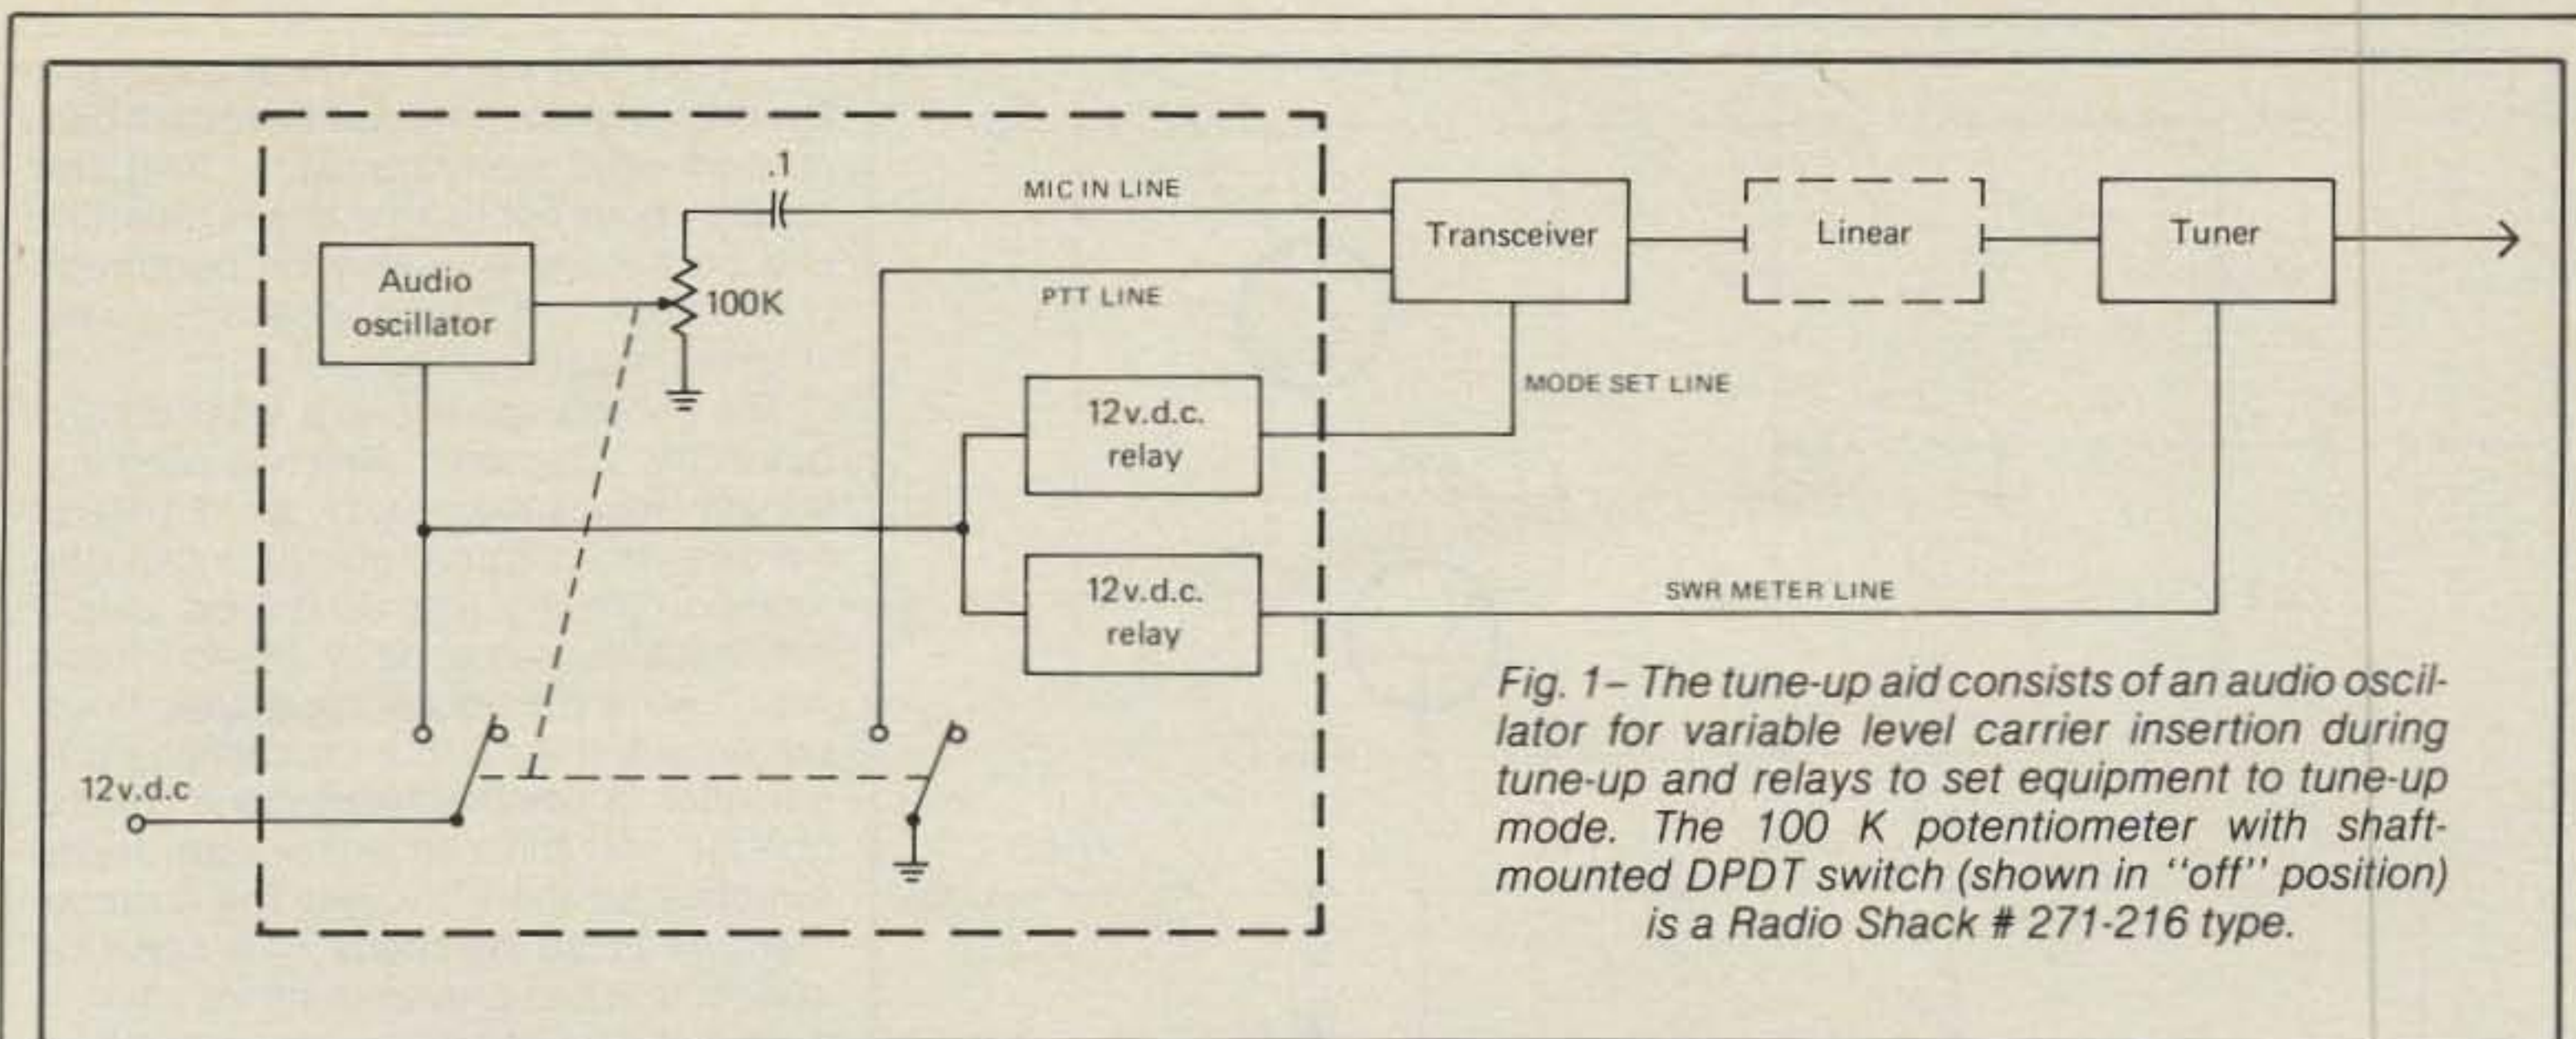 .1
MIC IN LINE
Audio
oscillator
100K
PTT LINE
Transceiver
Linear
Tuner
MODE SET LINE
12v.d.c.
relay
12v.d.c.
relay
SWR METER LINE
12v.d.c
Fig. 1– The tune-up aid consists of an audio oscil-
lator for variable level carrier insertion during
tune-up and relays to set equipment to tune-up
mode. The 100 K potentiometer with shaft-
mounted DPDT switch (shown in "off" position)
is a Radio Shack # 271-216 type.